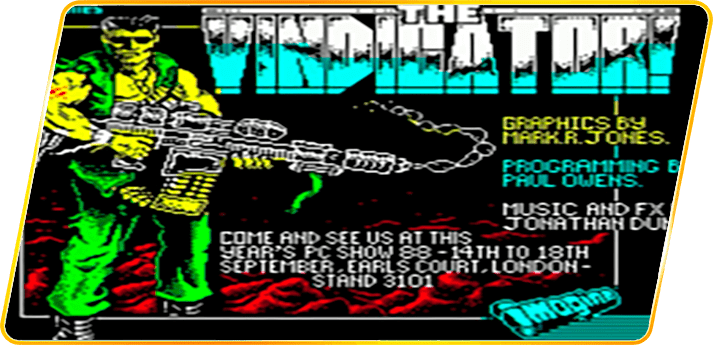 THE
VINDICATOR!
GRAPHICS BY
MARK.R.JONES.
PROGRAMMING B
PAUL OWENS.
MUSIC AND FX
JONATHAN DUN
COME AND SEE US AT THIS
YEAR'S PC SHOW 88 -14TH TO 18TH
SEPTEMBER, EARLS COURT, LONDON-
STAND 3101
Imagine